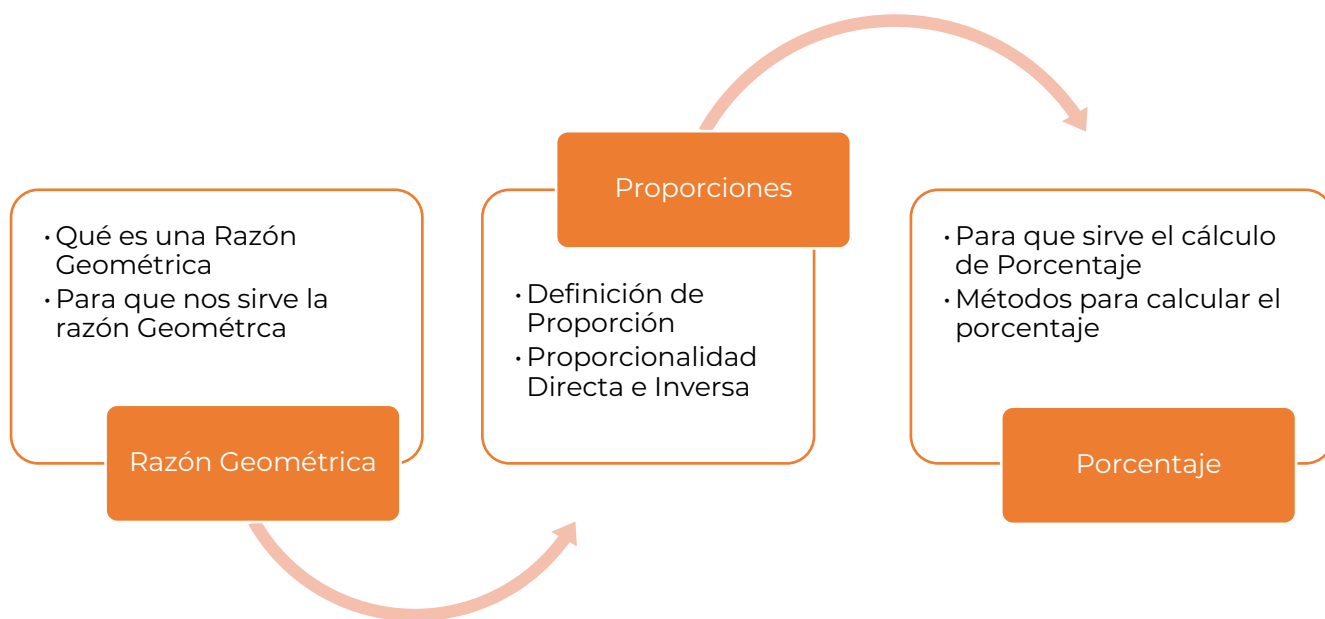 · Qué es una Razón
Geométrica
· Para que nos sirve la
razón Geométrca
Razón Geométrica
Proporciones
· Definición de
Proporción
· Proporcionalidad
Directa e Inversa
· Para que sirve el cálculo
de Porcentaje
· Métodos para calcular el
porcentaje
Porcentaje